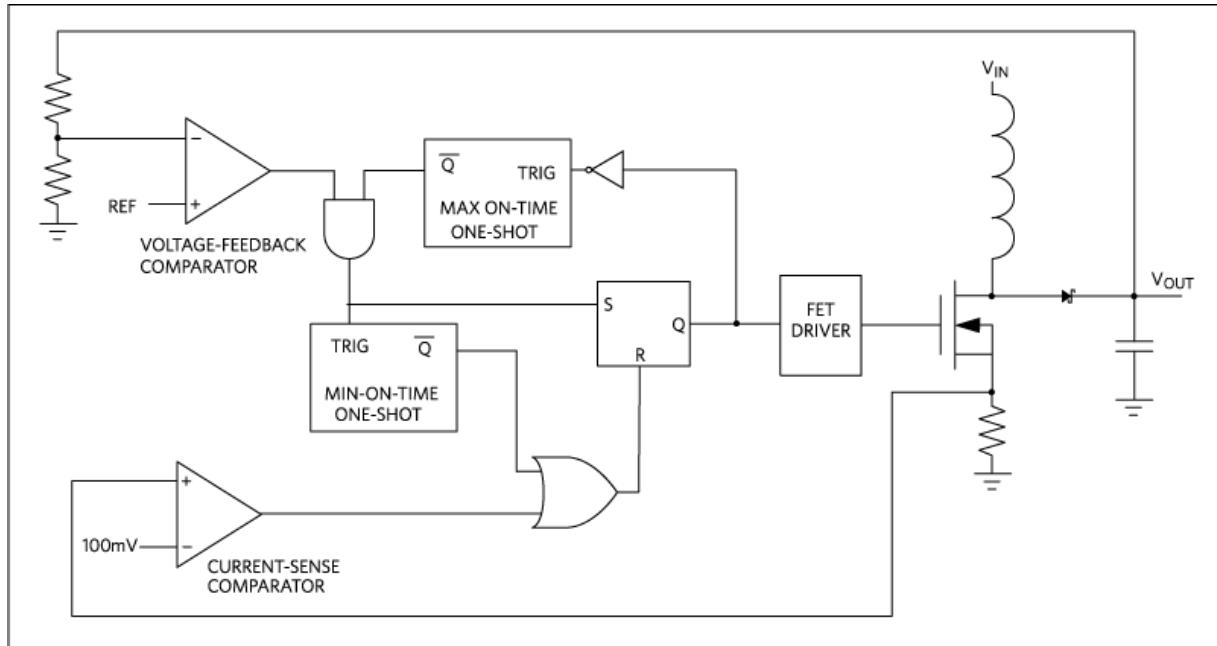 V_IN
−
Q̅
TRIG
MAX ON-TIME
ONE-SHOT
REF
+
VOLTAGE-FEEDBACK
COMPARATOR
V_OUT
S
Q
R
FET
DRIVER
TRIG
Q̅
MIN-ON-TIME
ONE-SHOT
+
100mV
−
CURRENT-SENSE
COMPARATOR